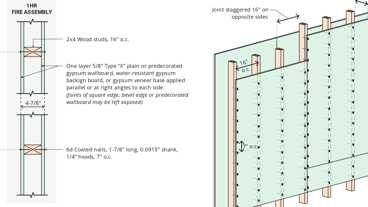 1HR
FIRE ASSEMBLY
2x4 Wood studs, 16" o.c.
One layer 5/8" Type "X" plain or predecorated
gypsum wallboard, water-resistant gypsum
backign board, or gypsum veneer base applied
parallel or at right angles to each side
(joints of square edge, bevel edge or predecorated
wallboard may be left exposed)
4-7/8"
6d Coated nails, 1-7/8" long, 0.0915" shank,
1/4" heads, 7" o.c.
Joint staggered 16" on
opposite sides
16"
o.c.
7" o.c.